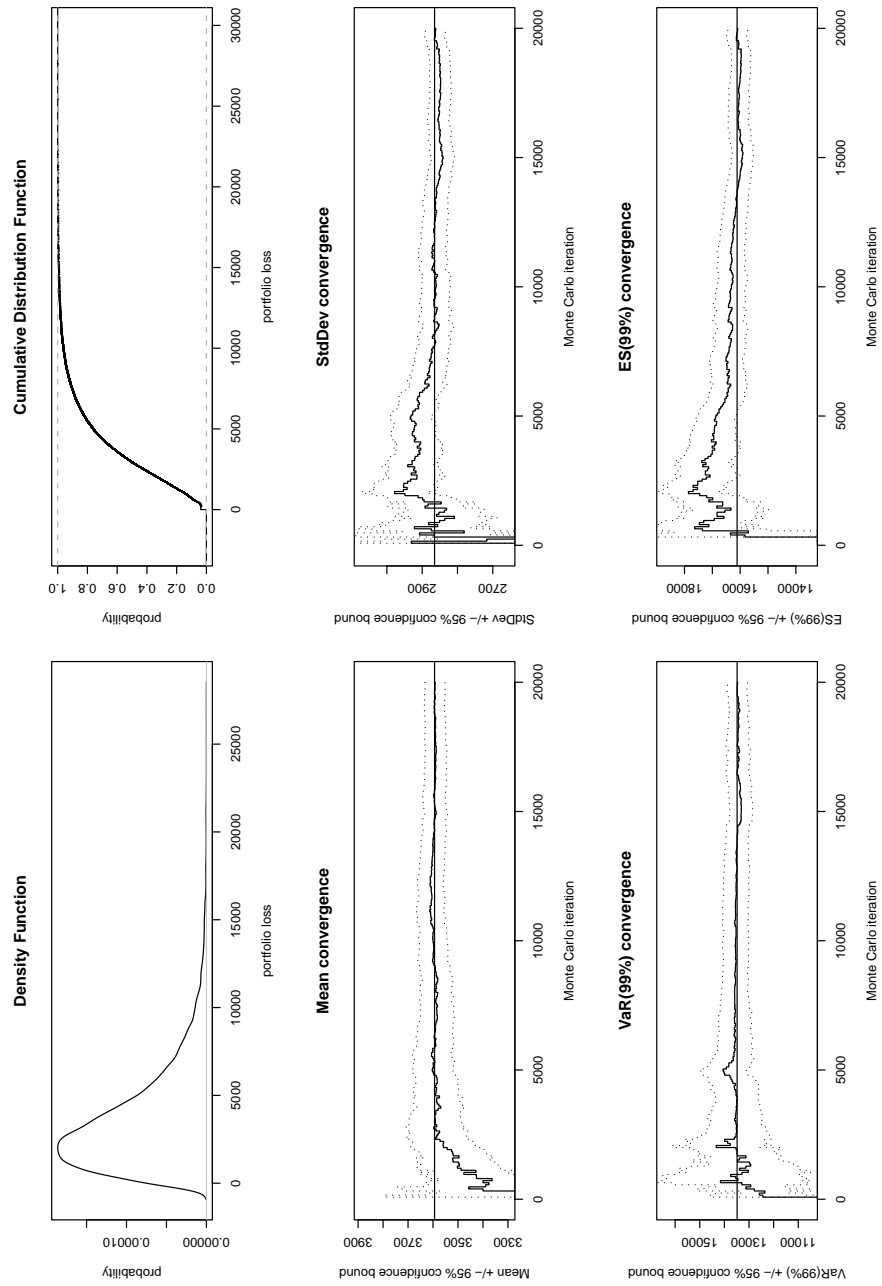 Density Function
probability
0.00010
0.00000
0 5000 10000 15000 20000 25000
portfolio loss
Cumulative Distribution Function
probability
1.0
0.8
0.6
0.4
0.2
0.0
0 5000 10000 15000 20000 25000 30000
portfolio loss
Mean convergence
Mean +/− 95% confidence bound
3900
3700
3500
3300
0 5000 10000 15000 20000
Monte Carlo iteration
StdDev convergence
StdDev +/− 95% confidence bound
2900
2700
0 5000 10000 15000 20000
Monte Carlo iteration
VaR(99%) convergence
VaR(99%) +/− 95% confidence bound
15000
13000
11000
0 5000 10000 15000 20000
Monte Carlo iteration
ES(99%) convergence
ES(99%) +/− 95% confidence bound
18000
16000
14000
0 5000 10000 15000 20000
Monte Carlo iteration